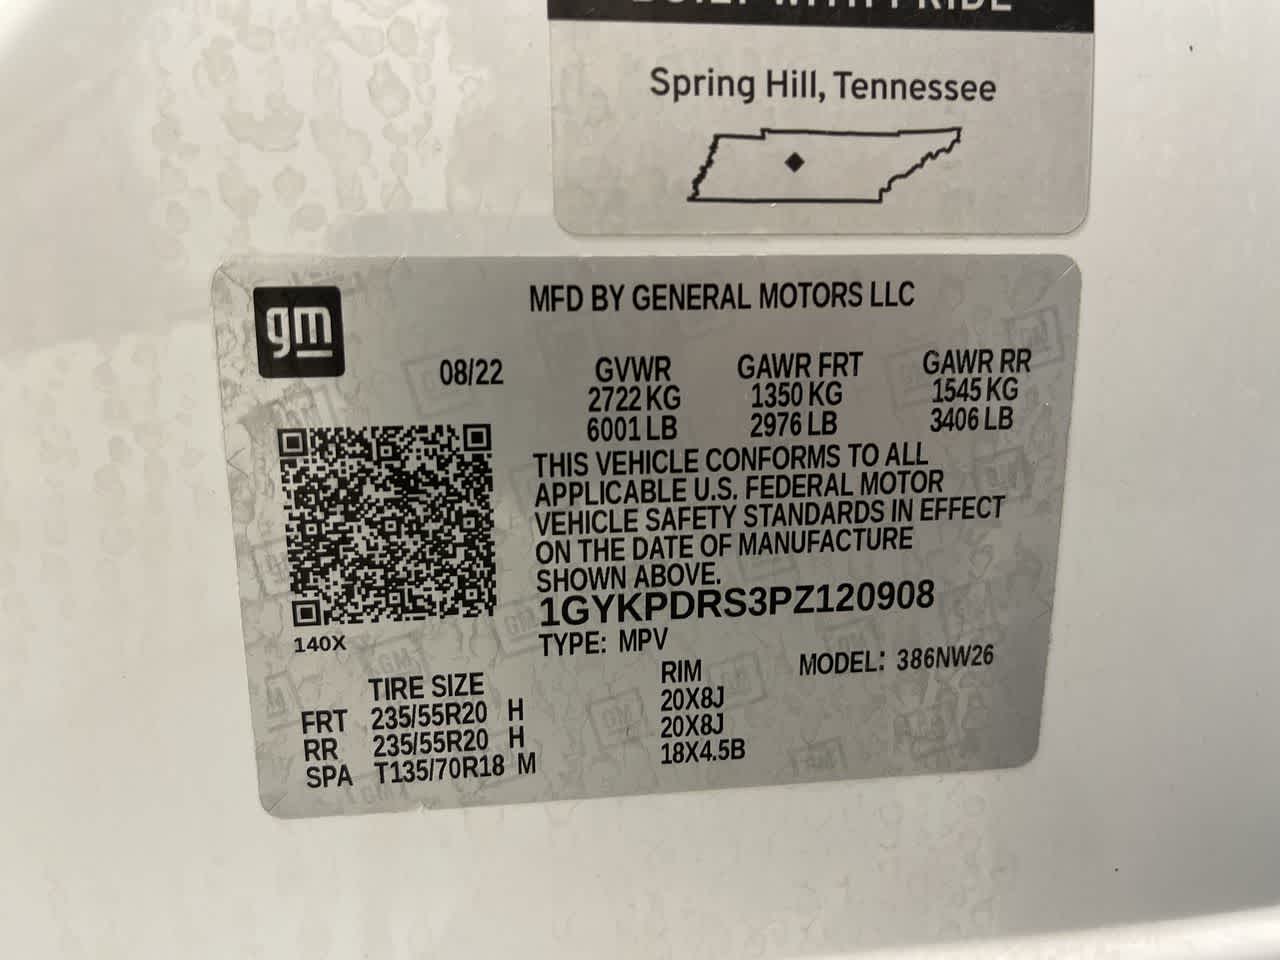 BUILT WITH PRIDE
Spring Hill, Tennessee
gm
MFD BY GENERAL MOTORS LLC
08/22 GVWR GAWR FRT GAWR RR
2722 KG 1350 KG 1545 KG
6001 LB 2976 LB 3406 LB
THIS VEHICLE CONFORMS TO ALL
APPLICABLE U.S. FEDERAL MOTOR
VEHICLE SAFETY STANDARDS IN EFFECT
ON THE DATE OF MANUFACTURE
SHOWN ABOVE.
1GYKPDRS3PZ120908
140X
TYPE: MPV
MODEL: 386NW26
TIRE SIZE RIM
FRT 235/55R20 H 20X8J
RR 235/55R20 H 20X8J
SPA T135/70R18 M 18X4.5B